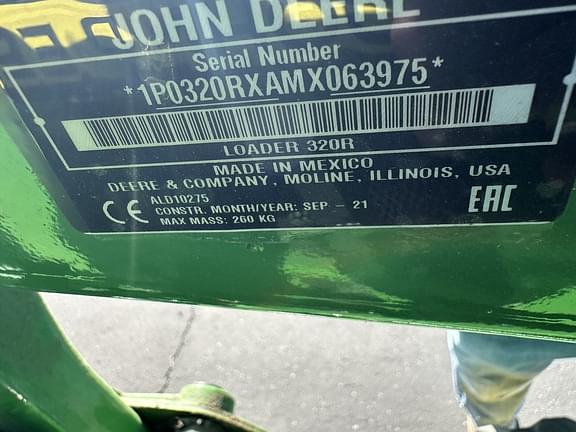 JOHN DEERE
Serial Number
*1P0320RXAMX063975*
LOADER 320R
MADE IN MEXICO
DEERE & COMPANY, MOLINE, ILLINOIS, USA
ALD10275
CONSTR. MONTH/YEAR: SEP - 21
MAX MASS: 260 KG
CE
EAC